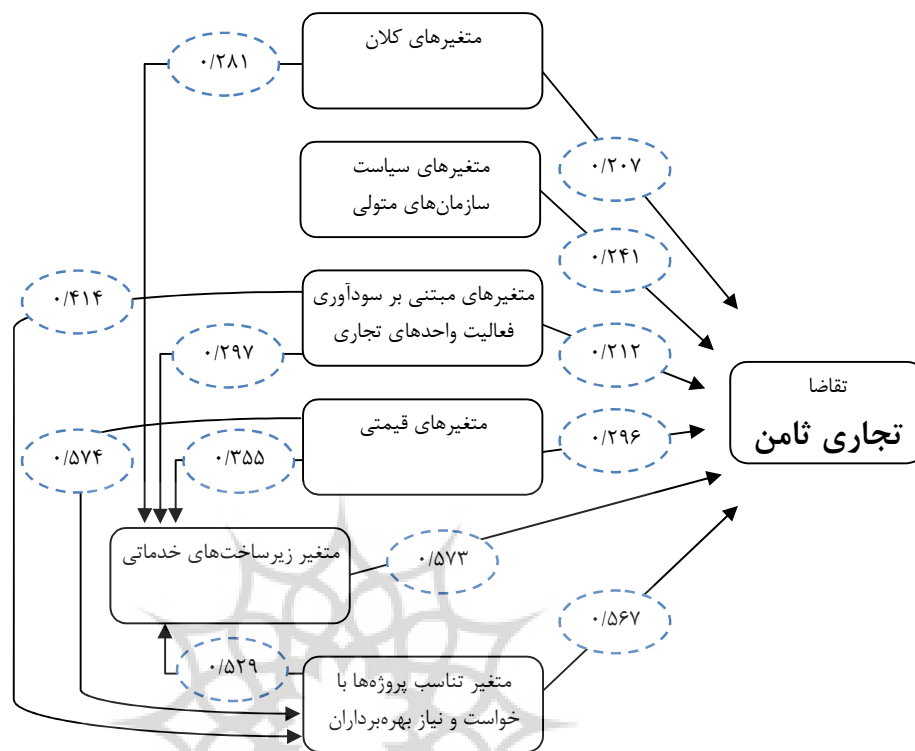 متغیرهای کلان
۰/۲۸۱
۰/۲۰۷
متغیرهای سیاست
سازمان‌های متولی
۰/۲۴۱
متغیرهای مبتنی بر سودآوری
فعالیت واحدهای تجاری
۰/۴۱۴
۰/۲۹۷
۰/۲۱۲
تقاضا
تجاری ثامن
متغیرهای قیمتی
۰/۵۷۴
۰/۳۵۵
۰/۲۹۶
متغیر زیرساخت‌های خدماتی
۰/۵۷۳
۰/۵۶۷
۰/۵۲۹
متغیر تناسب پروژه‌ها با
خواست و نیاز بهره‌برداران